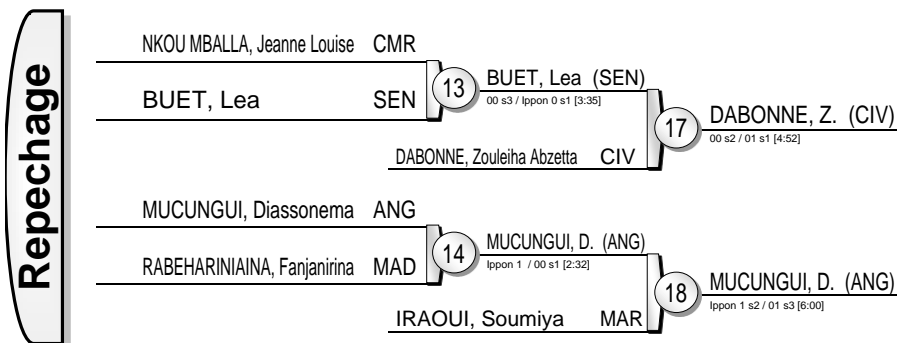 Repechage
NKOU MBALLA, Jeanne Louise CMR
BUET, Lea SEN
13
BUET, Lea (SEN)
00 s3 / Ippon 0 s1 [3:35]
DABONNE, Zouleiha Abzetta CIV
17
DABONNE, Z. (CIV)
00 s2 / 01 s1 [4:52]
MUCUNGUI, Diassonema ANG
RABEHARINIAINA, Fanjanirina MAD
14
MUCUNGUI, D. (ANG)
Ippon 1 / 00 s1 [2:32]
IRAOUI, Soumiya MAR
18
MUCUNGUI, D. (ANG)
Ippon 1 s2 / 01 s3 [6:00]